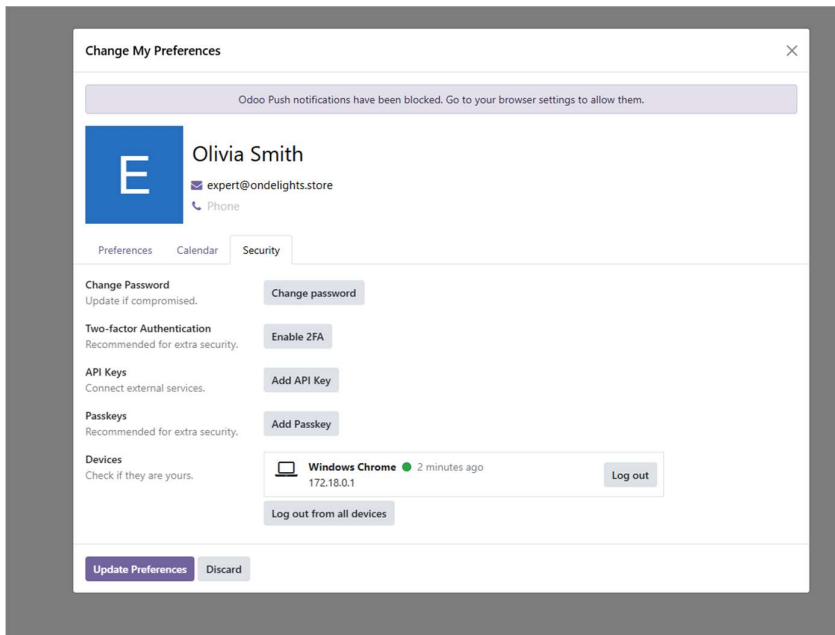 Change My Preferences
Odoo Push notifications have been blocked. Go to your browser settings to allow them.
E
Olivia Smith
expert@ondelights.store
Phone
Preferences Calendar Security
Change Password
Update if compromised.
Change password
Two-factor Authentication
Recommended for extra security.
Enable 2FA
API Keys
Connect external services.
Add API Key
Passkeys
Recommended for extra security.
Add Passkey
Devices
Check if they are yours.
Windows Chrome 2 minutes ago
172.18.0.1
Log out
Log out from all devices
Update Preferences Discard